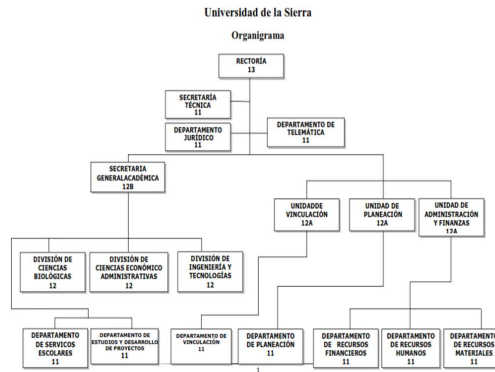 Universidad de la Sierra
Organigrama
RECTORÍA
13
SECRETARÍA
TÉCNICA
11
DEPARTAMENTO
JURÍDICO
11
DEPARTAMENTO DE
TELEMÁTICA
11
SECRETARIA
GENERALACADÉMICA
12B
UNIDADDE
VINCULACIÓN
12A
UNIDAD DE
PLANEACIÓN
12A
UNIDAD DE
ADMINISTRACIÓN
Y FINANZAS
12A
DIVISIÓN DE
CIENCIAS
BIOLÓGICAS
12
DIVISIÓN DE
CIENCIAS ECONÓMICO
ADMINISTRATIVAS
12
DIVISIÓN DE
INGENIERÍA Y
TECNOLOGÍAS
12
DEPARTAMENTO
DE SERVICIOS
ESCOLARES
11
DEPARTAMENTO DE
ESTUDIOS Y DESARROLLO
DE PROYECTOS
11
DEPARTAMENTO DE
VINCULACIÓN
11
DEPARTAMENTO
DE PLANEACIÓN
11
DEPARTAMENTO
DE RECURSOS
FINANCIEROS
11
DEPARTAMENTO
DE RECURSOS
HUMANOS
11
DEPARTAMENTO
DE RECURSOS
MATERIALES
11
1